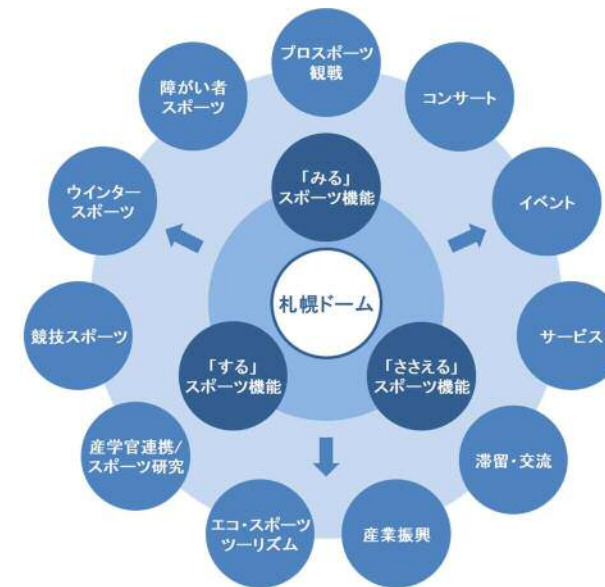 プロスポーツ
観戦
障がい者
スポーツ
コンサート
「みる」
スポーツ機能
ウインター
スポーツ
イベント
札幌ドーム
競技スポーツ
サービス
「する」
スポーツ機能
「ささえる」
スポーツ機能
産学官連携/
スポーツ研究
滞留・交流
エコ・スポーツ
ツーリズム
産業振興